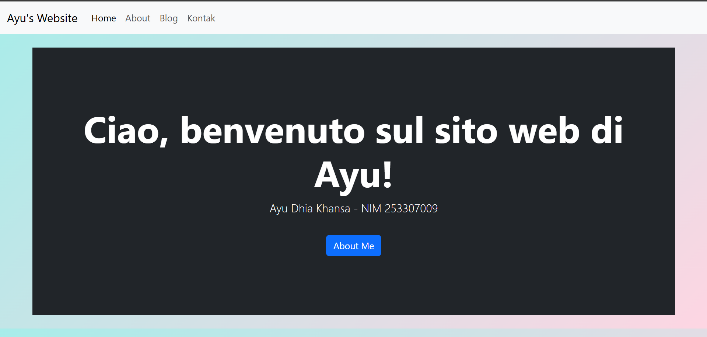 Ayu's Website Home About Blog Kontak
Ciao, benvenuto sul sito web di
Ayu!
Ayu Dhia Khansa - NIM 253307009
About Me